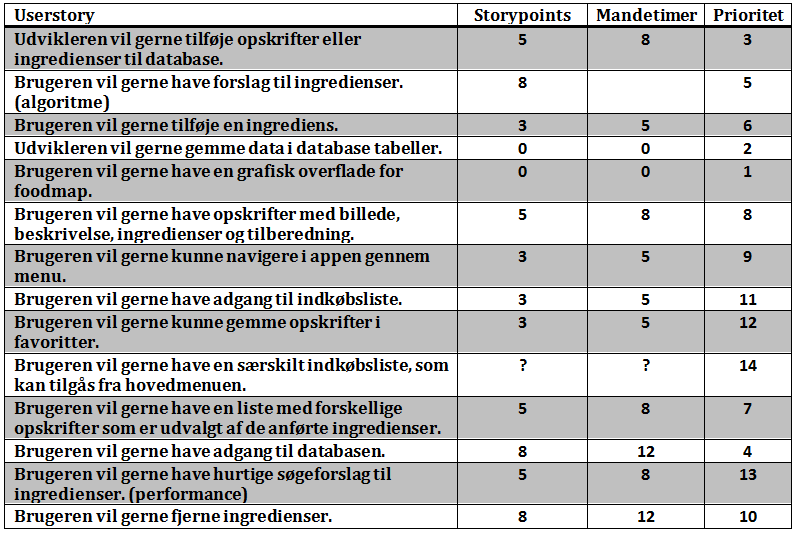 Userstory Storypoints Mandetimer Prioritet
Udvikleren vil gerne tilføje opskrifter eller 5 8 3
ingredienser til database.
Brugeren vil gerne have forslag til ingredienser. 8 5
(algoritme)
Brugeren vil gerne tilføje en ingrediens. 3 5 6
Udvikleren vil gerne gemme data i database tabeller. 0 0 2
Brugeren vil gerne have en grafisk overflade for 0 0 1
foodmap.
Brugeren vil gerne have opskrifter med billede, 5 8 8
beskrivelse, ingredienser og tilberedning.
Brugeren vil gerne kunne navigere i appen gennem 3 5 9
menu.
Brugeren vil gerne have adgang til indkøbsliste. 3 5 11
Brugeren vil gerne kunne gemme opskrifter i 3 5 12
favoritter.
Brugeren vil gerne have en særskilt indkøbsliste, som ? ? 14
kan tilgås fra hovedmenuen.
Brugeren vil gerne have en liste med forskellige 5 8 7
opskrifter som er udvalgt af de anførte ingredienser.
Brugeren vil gerne have adgang til databasen. 8 12 4
Brugeren vil gerne have hurtige søgeforslag til 5 8 13
ingredienser. (performance)
Brugeren vil gerne fjerne ingredienser. 8 12 10